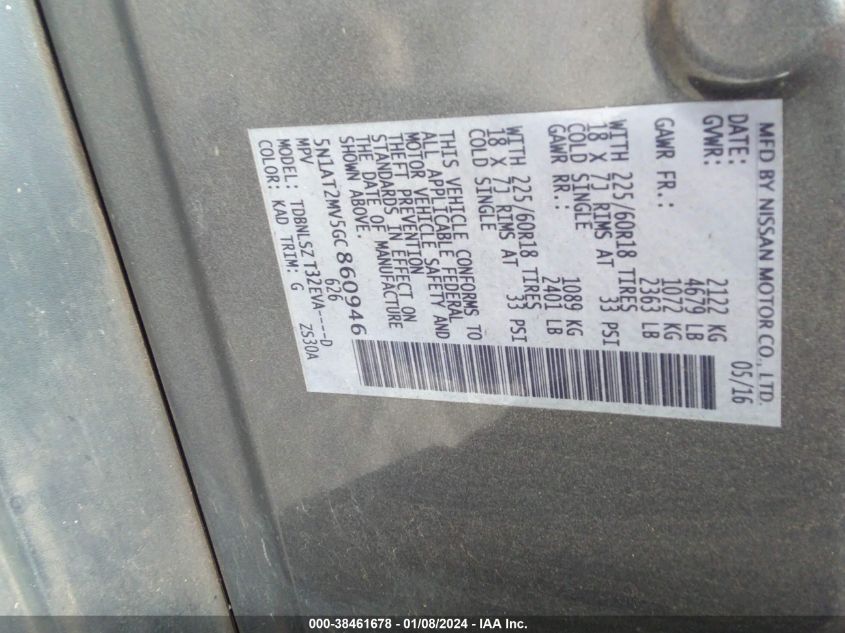 MFD BY NISSAN MOTOR CO., LTD.
DATE: 05/16
GVWR: 2122 KG
4679 LB
GAWR FR.: 1072 KG
2363 LB
WITH 225/60R18 TIRES
18 X 7J RIMS AT 33 PSI
COLD SINGLE
GAWR RR.: 1089 KG
2401 LB
WITH 225/60R18 TIRES
18 X 7J RIMS AT 33 PSI
COLD SINGLE
THIS VEHICLE CONFORMS TO
ALL APPLICABLE FEDERAL
MOTOR VEHICLE SAFETY AND
THEFT PREVENTION
STANDARDS IN EFFECT ON
THE DATE OF MANUFACTURE
SHOWN ABOVE.
5N1AT2MV5GC860946
MPV 626
MODEL: TDBNLSZ T32EVA----D
COLOR: KAD TRIM: G ZS30A
000-38461678 - 01/08/2024 - IAA Inc.